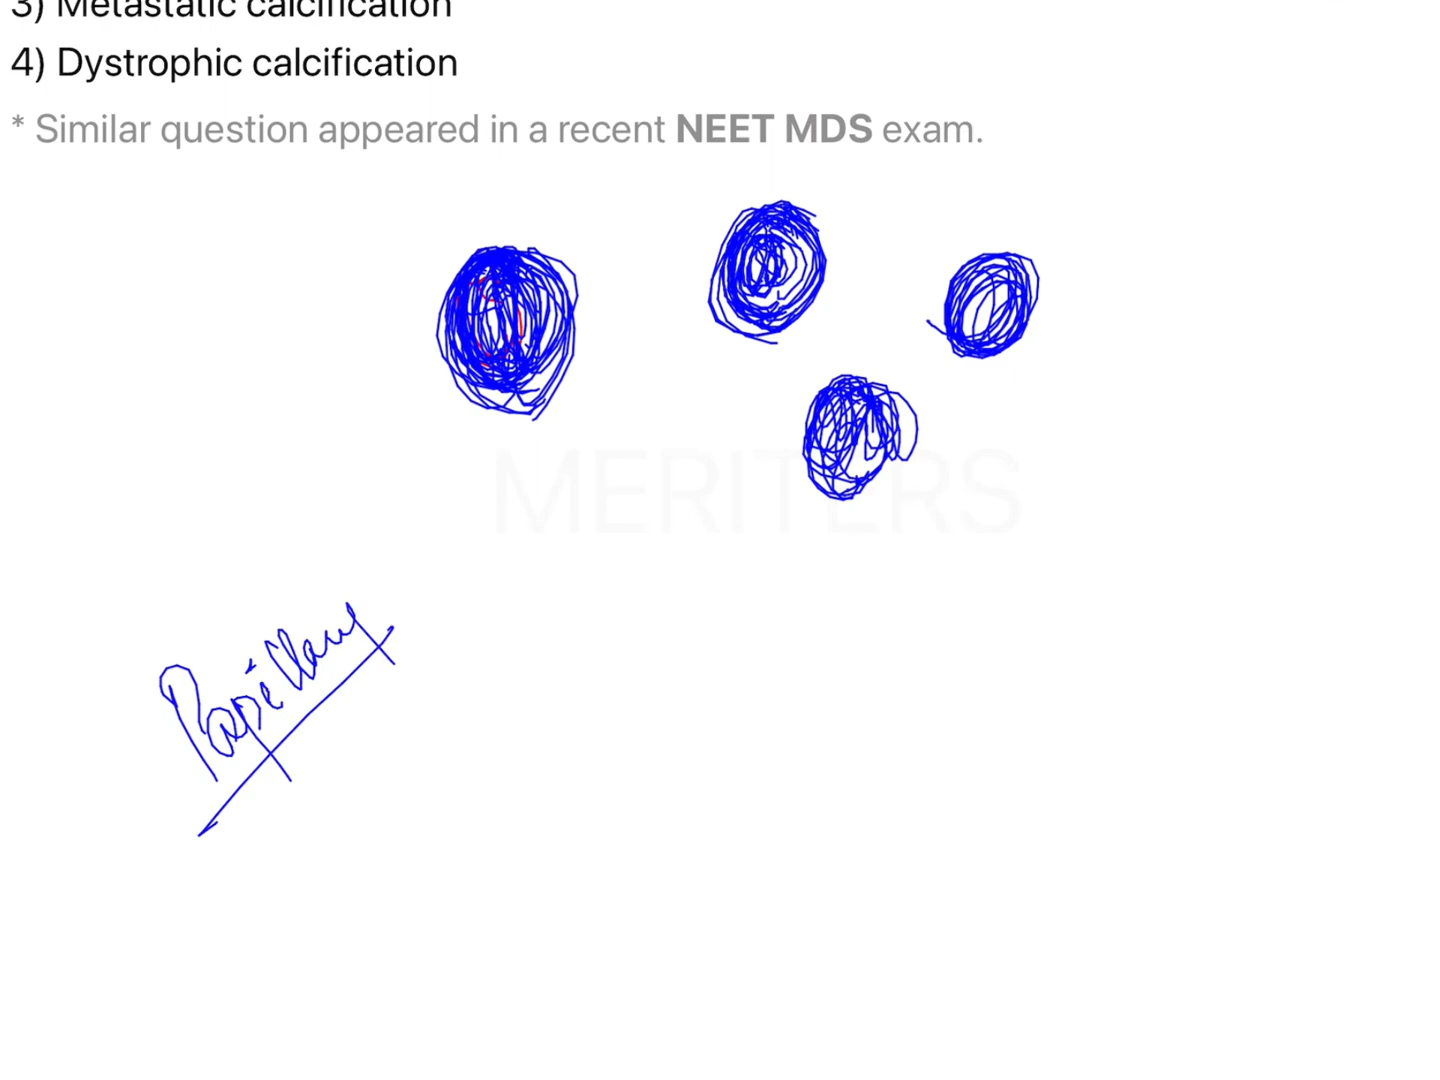 3) Metastatic calcification
4) Dystrophic calcification
* Similar question appeared in a recent NEET MDS exam.
MERITERS
Papillary